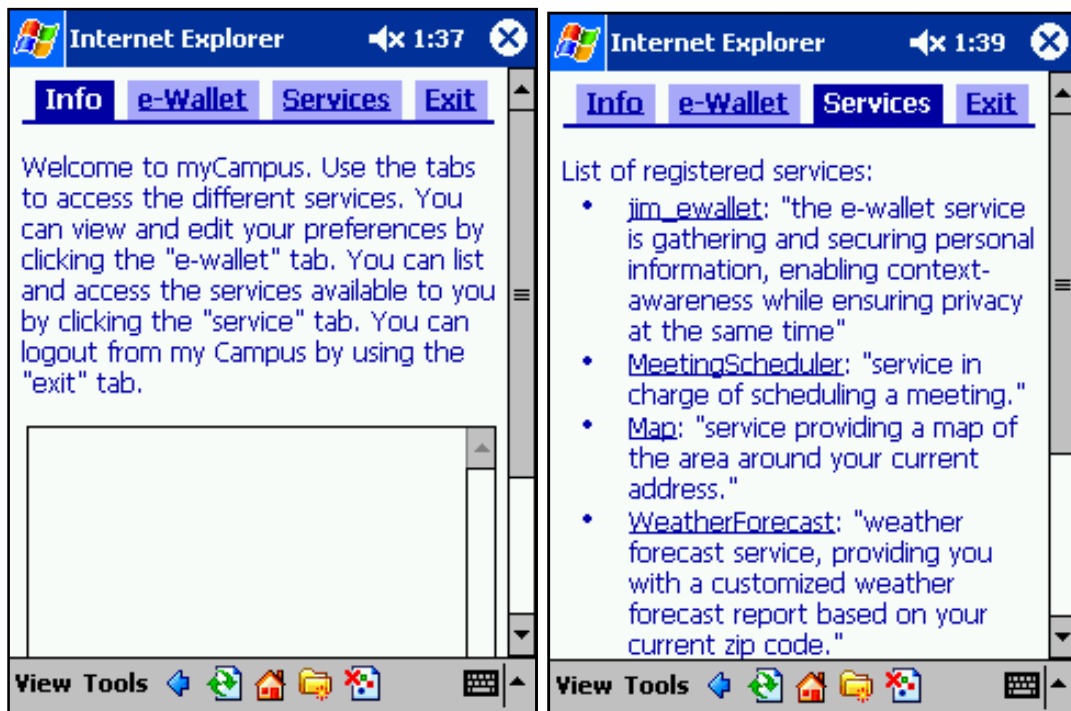 Internet Explorer 1:37
Info e-Wallet Services Exit
Welcome to myCampus. Use the tabs
to access the different services. You
can view and edit your preferences by
clicking the "e-wallet" tab. You can list
and access the services available to you
by clicking the "service" tab. You can
logout from my Campus by using the
"exit" tab.
View Tools
Internet Explorer 1:39
Info e-Wallet Services Exit
List of registered services:
• jim_ewallet: "the e-wallet service
is gathering and securing personal
information, enabling context-
awareness while ensuring privacy
at the same time"
• MeetingScheduler: "service in
charge of scheduling a meeting."
• Map: "service providing a map of
the area around your current
address."
• WeatherForecast: "weather
forecast service, providing you
with a customized weather
forecast report based on your
current zip code."
View Tools